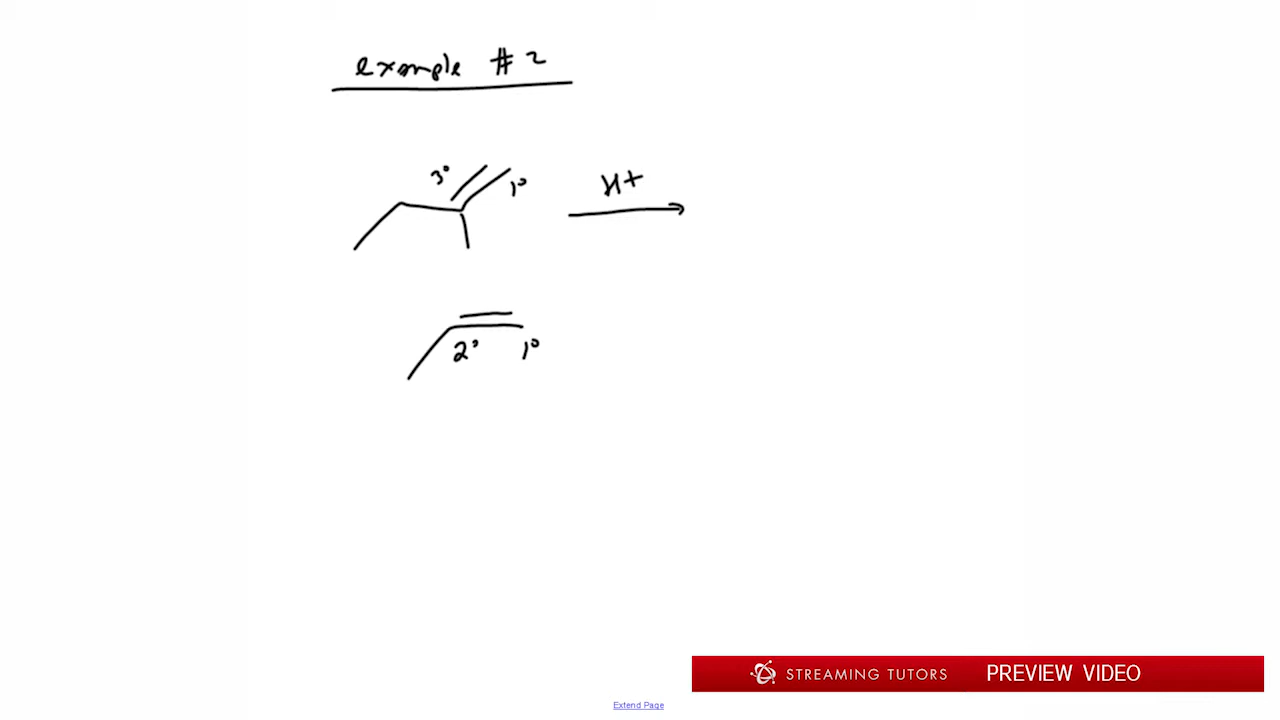 example #2
3° 1° H+
2° 1°
STREAMING TUTORS PREVIEW VIDEO
Extend Page